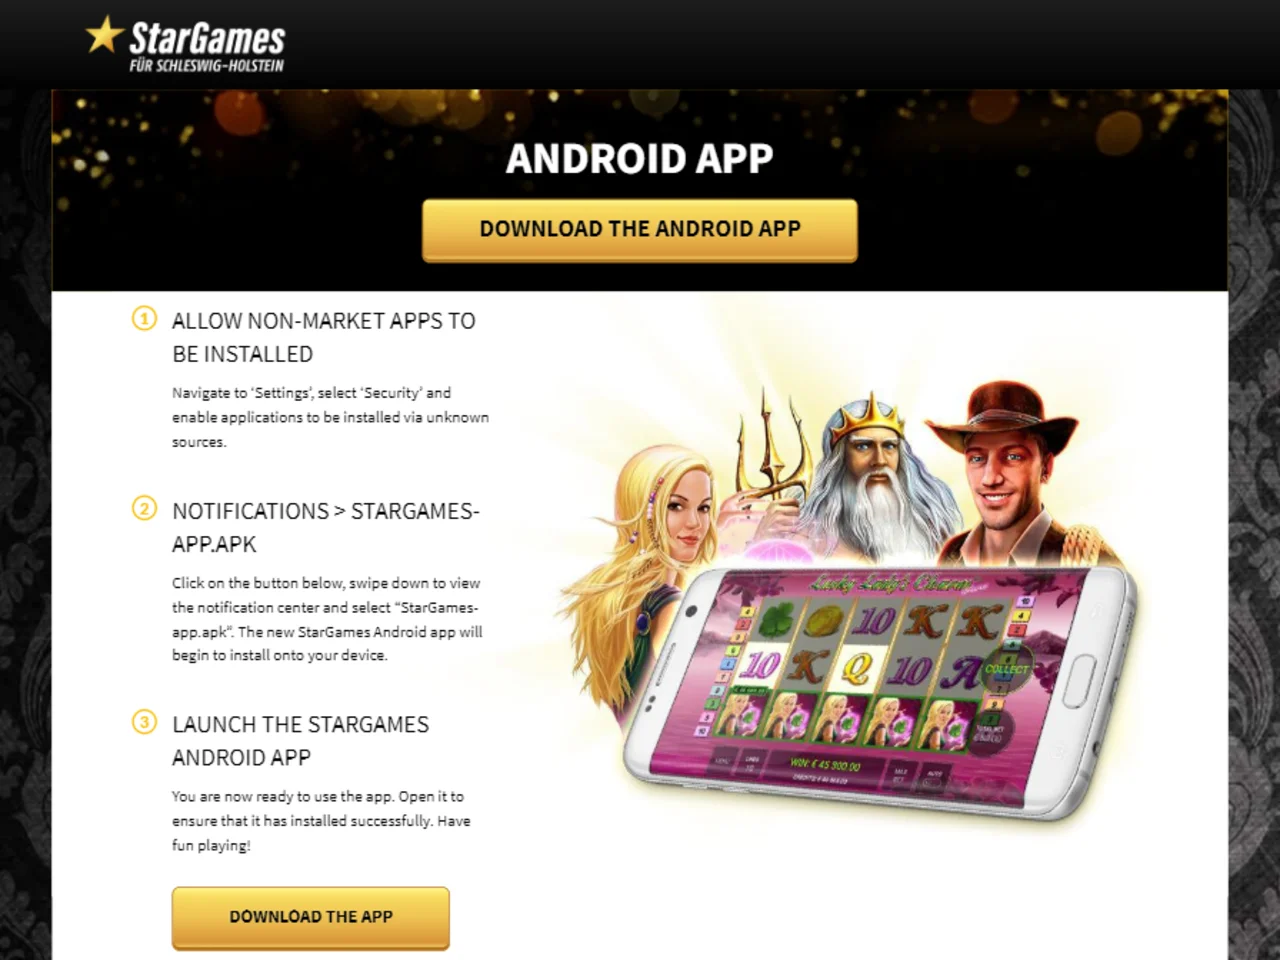 StarGames
FÜR SCHLESWIG-HOLSTEIN
ANDROID APP
DOWNLOAD THE ANDROID APP
1 ALLOW NON-MARKET APPS TO
BE INSTALLED
Navigate to ‘Settings’, select ‘Security’ and
enable applications to be installed via unknown
sources.
2 NOTIFICATIONS > STARGAMES-
APP.APK
Click on the button below, swipe down to view
the notification center and select “StarGames-
app.apk“. The new StarGames Android app will
begin to install onto your device.
3 LAUNCH THE STARGAMES
ANDROID APP
You are now ready to use the app. Open it to
ensure that it has installed successfully. Have
fun playing!
DOWNLOAD THE APP
Lucky Lady's Charm
10 K K
10 K Q 10 A
COLLECT
WIN: € 45 900.00